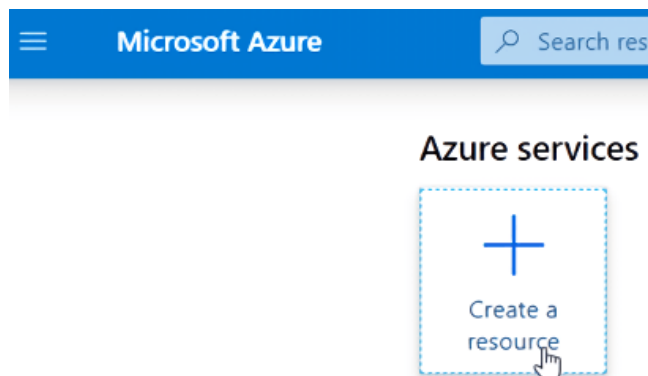 Microsoft Azure
Search res
Azure services
Create a
resource